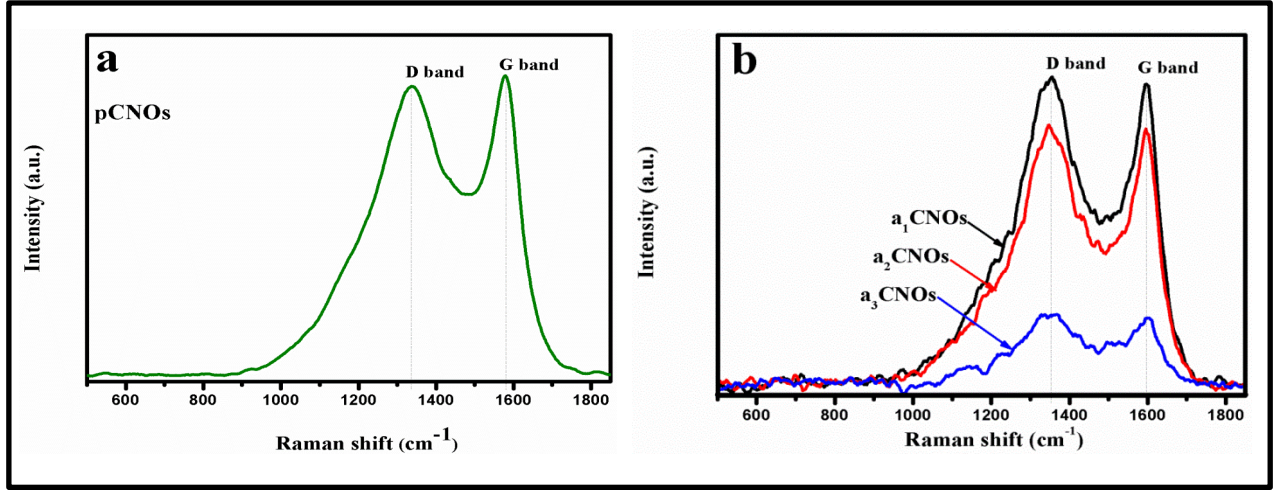 a
D band
G band
pCNOs
Intensity (a.u.)
600 800 1000 1200 1400 1600 1800
Raman shift (cm⁻¹)
b
D band
G band
a₁CNOs
a₂CNOs
a₃CNOs
Intensity (a.u.)
600 800 1000 1200 1400 1600 1800
Raman shift (cm⁻¹)